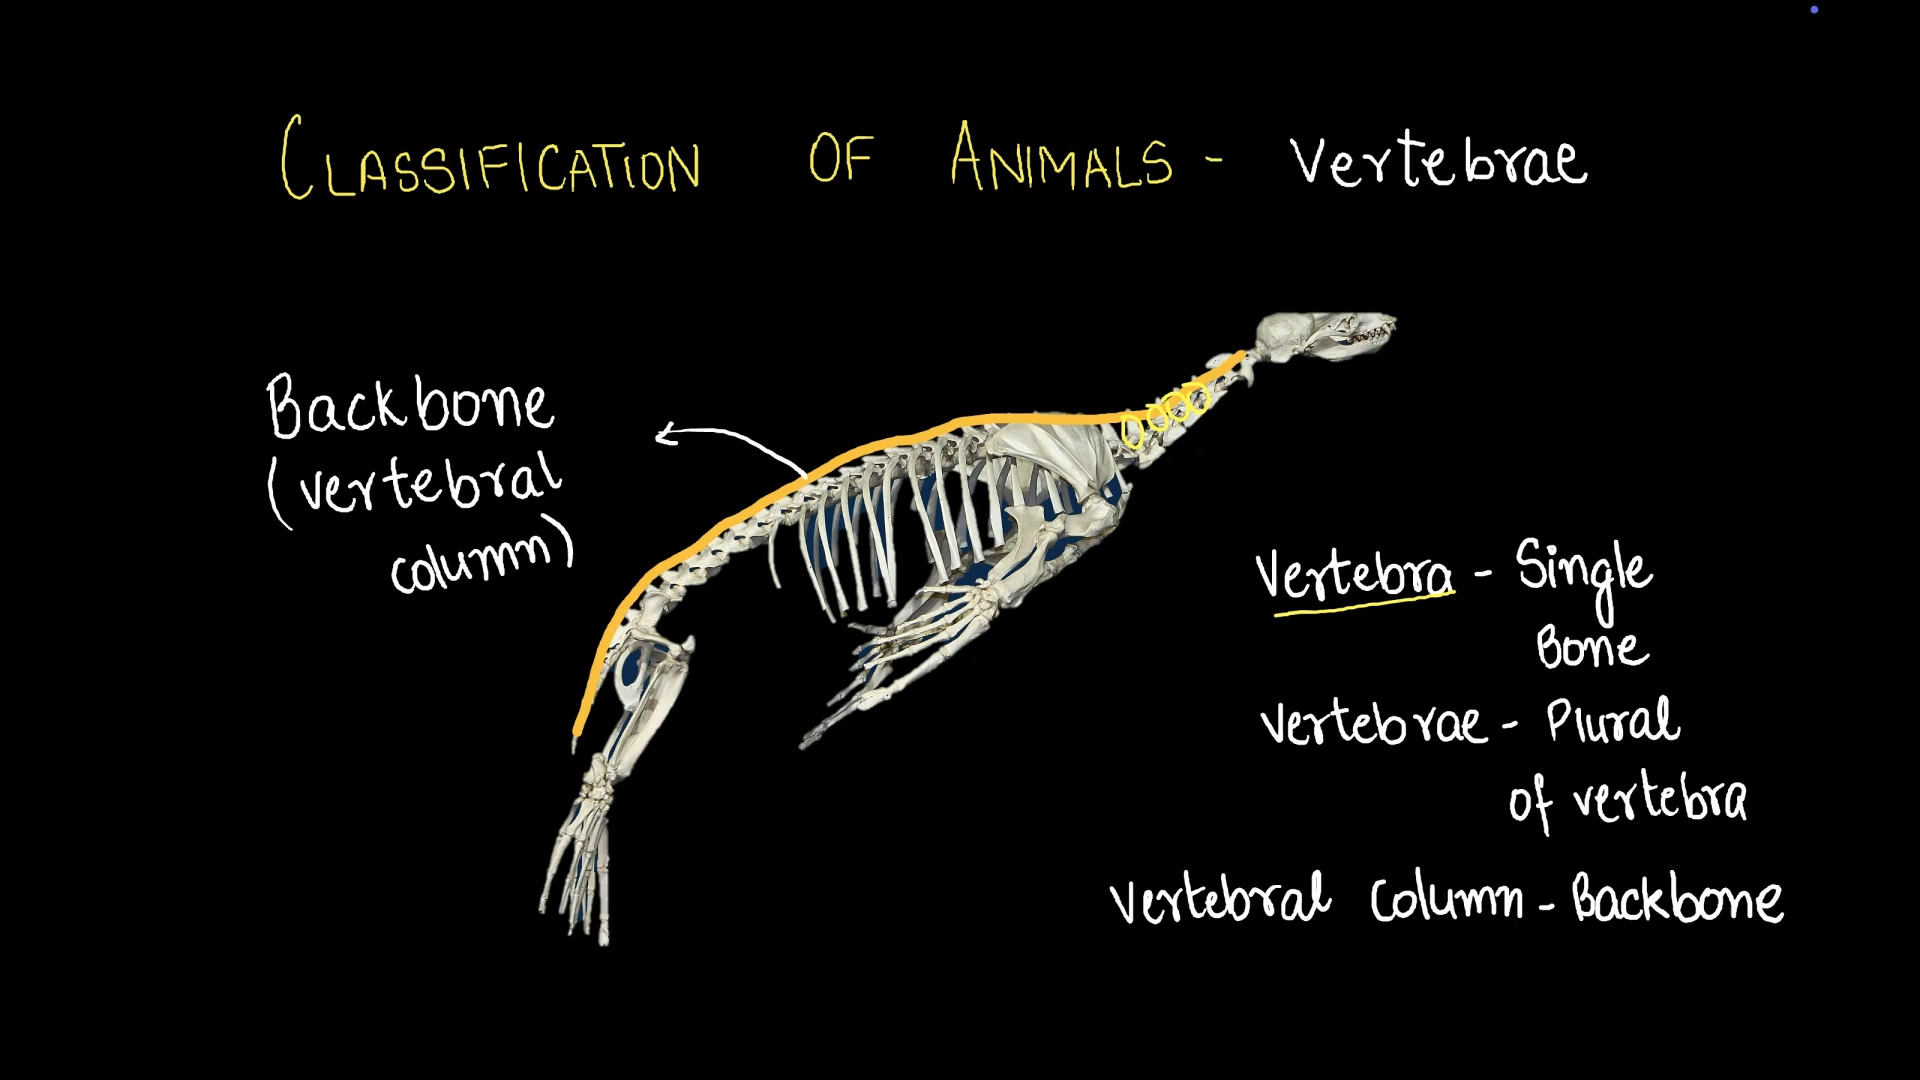 CLASSIFICATION OF ANIMALS - Vertebrae
Backbone
(vertebral
column)
Vertebra - Single
Bone
Vertebrae - Plural
of vertebra
Vertebral Column - Backbone